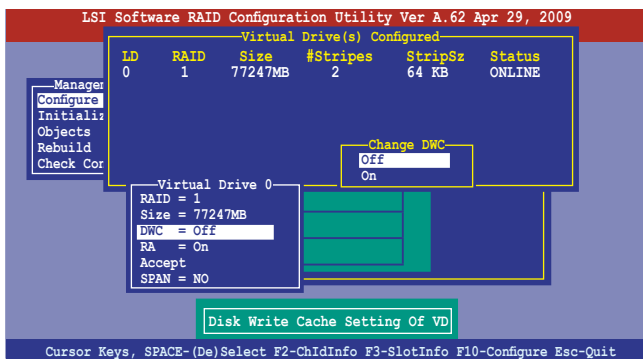 LSI Software RAID Configuration Utility Ver A.62 Apr 29, 2009
Virtual Drive(s) Configured
LD RAID Size #Stripes StripSz Status
0 1 77247MB 2 64 KB ONLINE
Manager
Configure
Initializ
Objects
Rebuild
Check Con
Change DWC
Off
On
Virtual Drive 0
RAID = 1
Size = 77247MB
DWC = Off
RA = On
Accept
SPAN = NO
Disk Write Cache Setting Of VD
Cursor Keys, SPACE-(De)Select F2-ChIdInfo F3-SlotInfo F10-Configure Esc-Quit